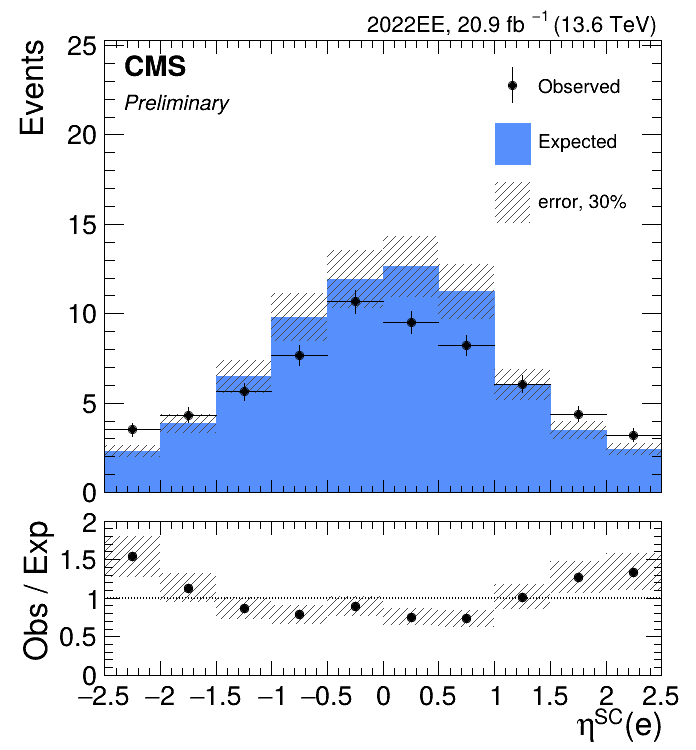 2022EE, 20.9 fb ⁻¹ (13.6 TeV)
Events
25
20
15
10
5
0
CMS
Preliminary
Observed
Expected
error, 30%
Obs / Exp
2
1.5
1
0.5
0
−2.5 −2 −1.5 −1 −0.5 0 0.5 1 1.5 2 2.5
η^SC(e)